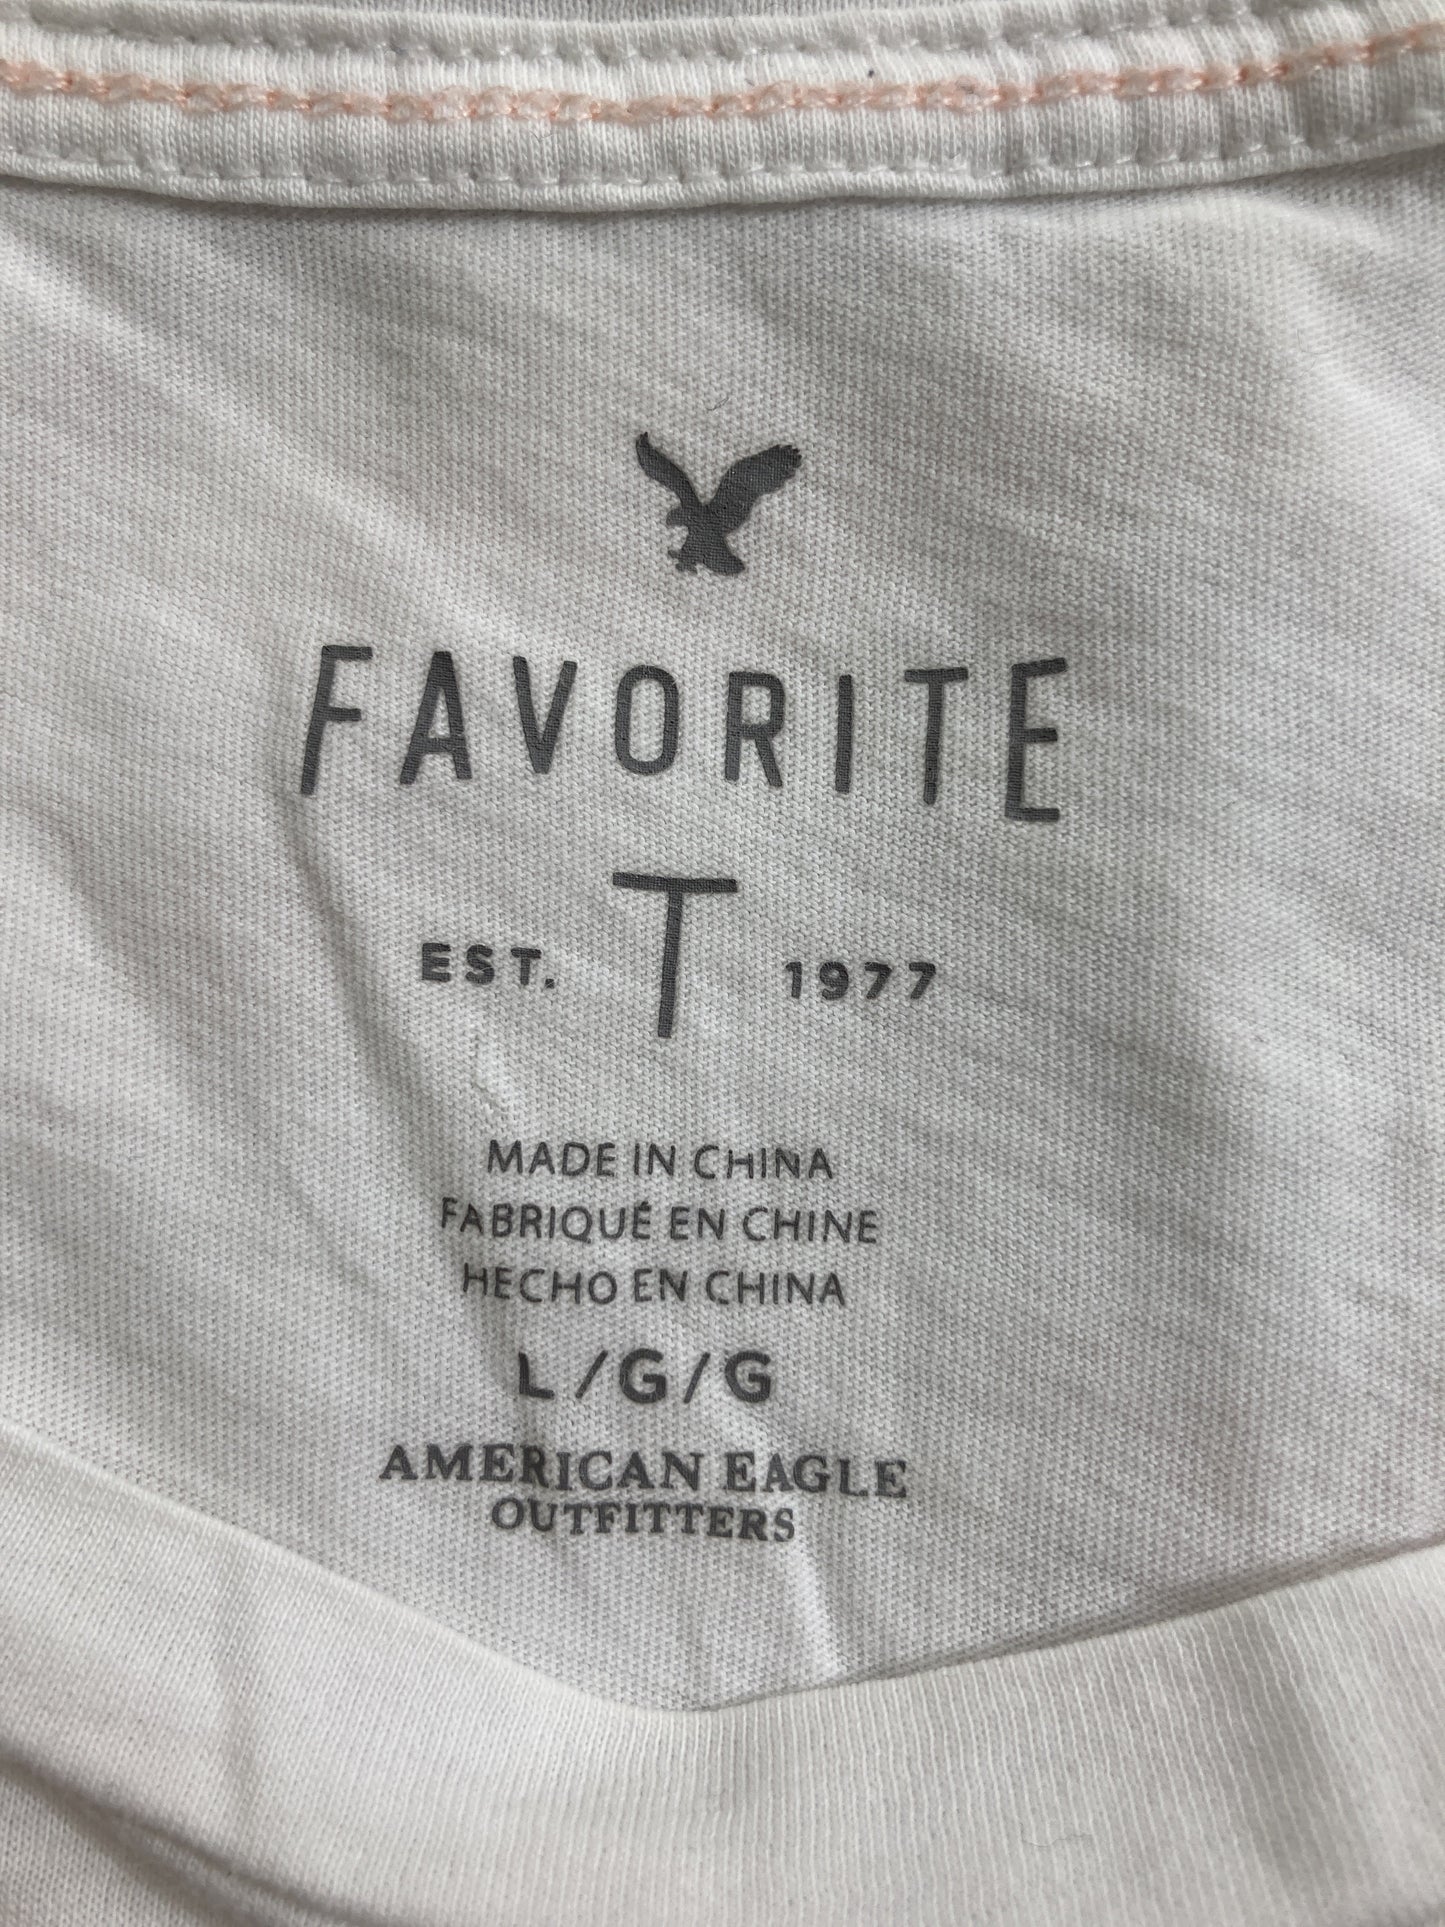 FAVORITE
T
EST. 1977
MADE IN CHINA
FABRIQUÉ EN CHINE
HECHO EN CHINA
L/G/G
AMERICAN EAGLE
OUTFITTERS